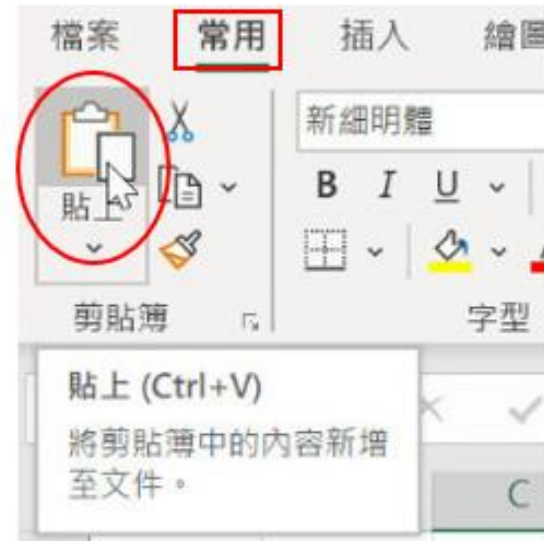 檔案 常用 插入 繪圖
貼上
新細明體
B I U
剪貼簿 字型
貼上 (Ctrl+V)
將剪貼簿中的內容新增
至文件。
C